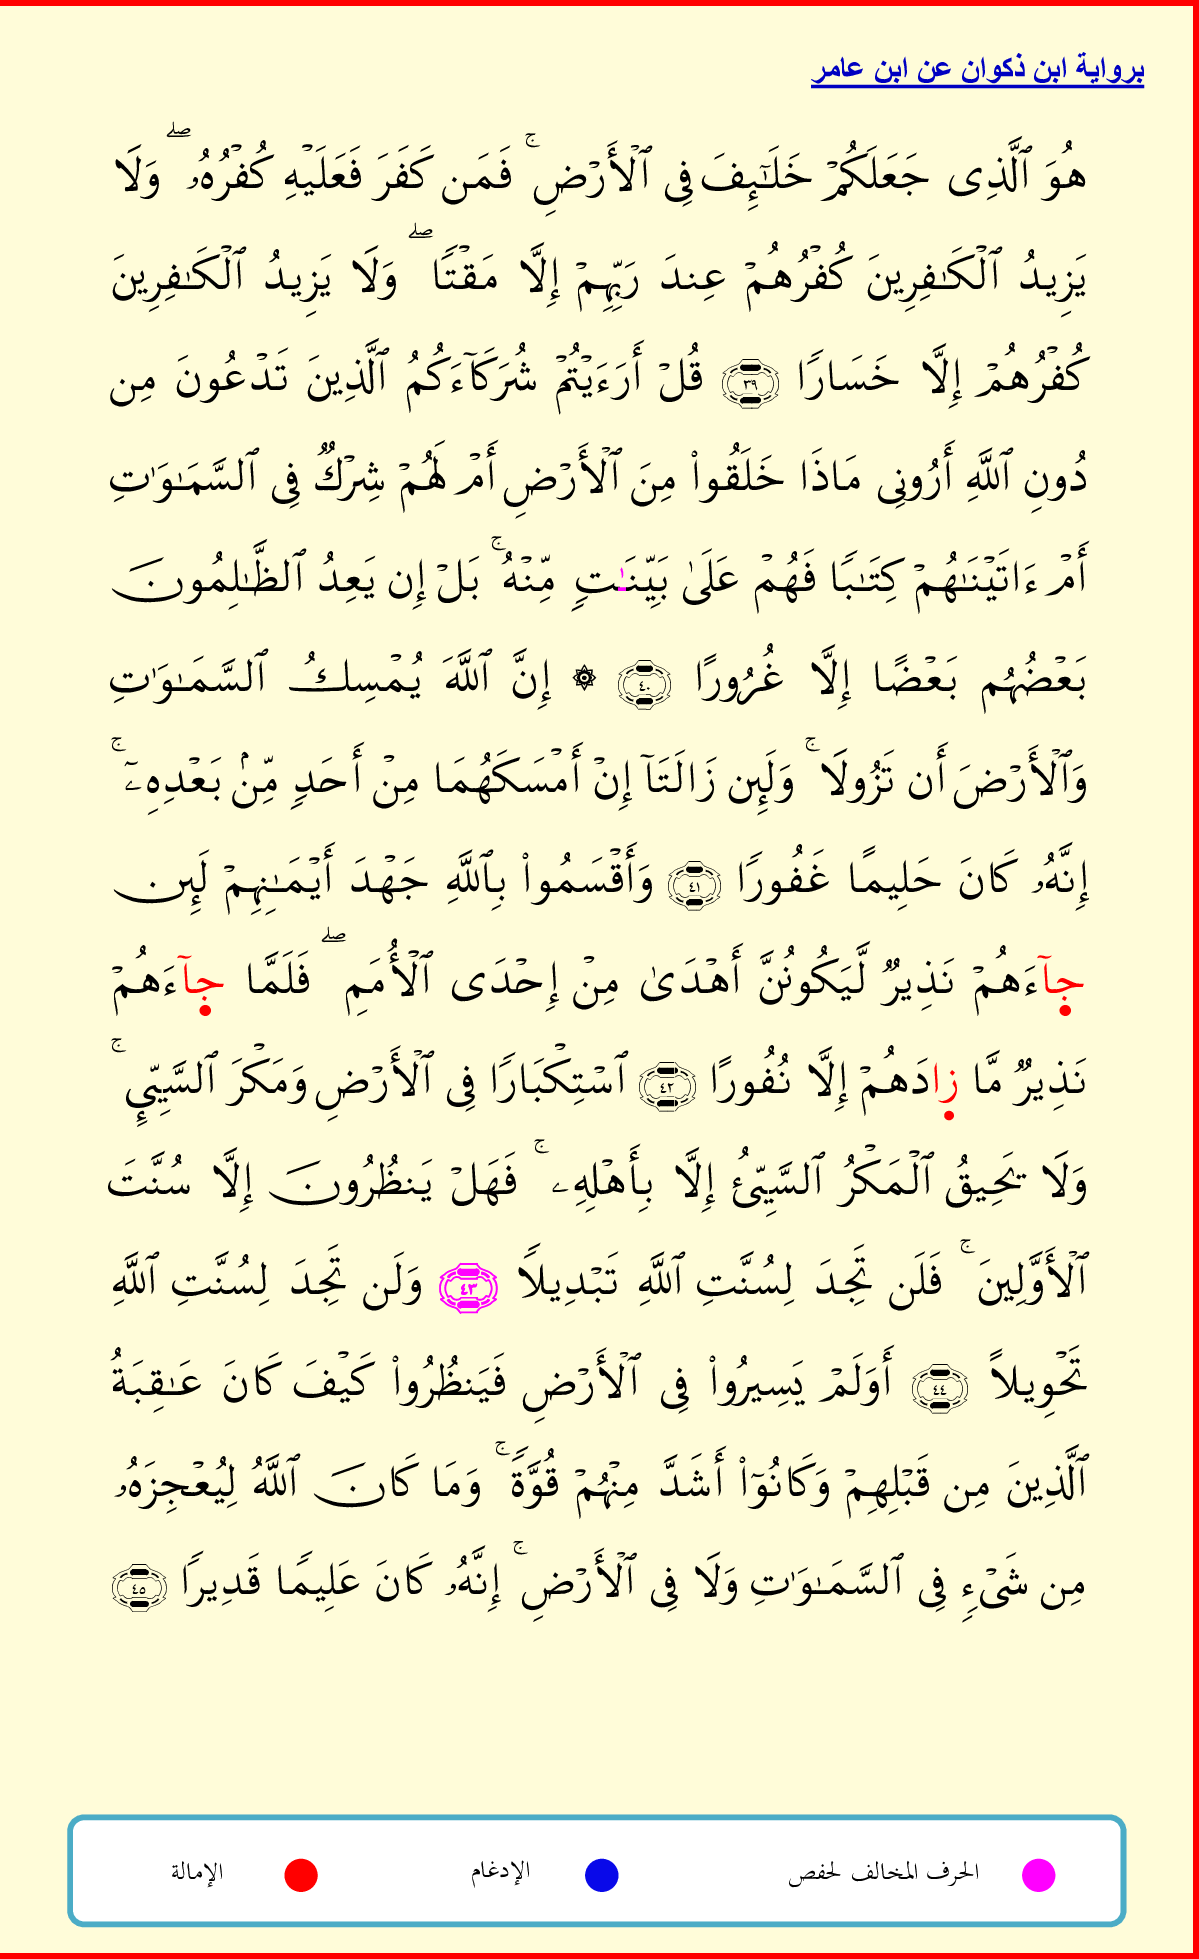 برواية ابن ذكوان عن ابن عامر
هُوَ ٱلَّذِى جَعَلَكُمْ خَلَـٰٓئِفَ فِى ٱلْأَرْضِ ۚ فَمَن كَفَرَ فَعَلَيْهِ كُفْرُهُۥ ۖ وَلَا
يَزِيدُ ٱلْكَـٰفِرِينَ كُفْرُهُمْ عِندَ رَبِّهِمْ إِلَّا مَقْتًا ۖ وَلَا يَزِيدُ ٱلْكَـٰفِرِينَ
كُفْرُهُمْ إِلَّا خَسَارًا ٣٩ قُلْ أَرَءَيْتُمْ شُرَكَآءَكُمُ ٱلَّذِينَ تَدْعُونَ مِن
دُونِ ٱللَّهِ أَرُونِى مَاذَا خَلَقُوا۟ مِنَ ٱلْأَرْضِ أَمْ لَهُمْ شِرْكٌ فِى ٱلسَّمَـٰوَٰتِ
أَمْ ءَاتَيْنَـٰهُمْ كِتَـٰبًا فَهُمْ عَلَىٰ بَيِّنَـٰتٍ مِّنْهُ ۚ بَلْ إِن يَعِدُ ٱلظَّـٰلِمُونَ
بَعْضُهُم بَعْضًا إِلَّا غُرُورًا ٤٠ ۞ إِنَّ ٱللَّهَ يُمْسِكُ ٱلسَّمَـٰوَٰتِ
وَٱلْأَرْضَ أَن تَزُولَا ۚ وَلَئِن زَالَتَآ إِنْ أَمْسَكَهُمَا مِنْ أَحَدٍ مِّنۢ بَعْدِهِۦٓ ۚ
إِنَّهُۥ كَانَ حَلِيمًا غَفُورًا ٤١ وَأَقْسَمُوا۟ بِٱللَّهِ جَهْدَ أَيْمَـٰنِهِمْ لَئِن
جآءَهُمْ نَذِيرٌ لَّيَكُونُنَّ أَهْدَىٰ مِنْ إِحْدَى ٱلْأُمَمِ ۖ فَلَمَّا جآءَهُمْ
نَذِيرٌ مَّا زادَهُمْ إِلَّا نُفُورًا ٤٢ ٱسْتِكْبَارًا فِى ٱلْأَرْضِ وَمَكْرَ ٱلسَّيِّئِ ۚ
وَلَا يَحِيقُ ٱلْمَكْرُ ٱلسَّيِّئُ إِلَّا بِأَهْلِهِۦ ۚ فَهَلْ يَنظُرُونَ إِلَّا سُنَّتَ
ٱلْأَوَّلِينَ ۚ فَلَن تَجِدَ لِسُنَّتِ ٱللَّهِ تَبْدِيلًا ٤٣ وَلَن تَجِدَ لِسُنَّتِ ٱللَّهِ
تَحْوِيلًا ٤٤ أَوَلَمْ يَسِيرُوا۟ فِى ٱلْأَرْضِ فَيَنظُرُوا۟ كَيْفَ كَانَ عَـٰقِبَةُ
ٱلَّذِينَ مِن قَبْلِهِمْ وَكَانُوٓا۟ أَشَدَّ مِنْهُمْ قُوَّةً ۚ وَمَا كَانَ ٱللَّهُ لِيُعْجِزَهُۥ
مِن شَىْءٍ فِى ٱلسَّمَـٰوَٰتِ وَلَا فِى ٱلْأَرْضِ ۚ إِنَّهُۥ كَانَ عَلِيمًا قَدِيرًا ٤٥
الحرف المخالف لحفص الإدغام الإمالة